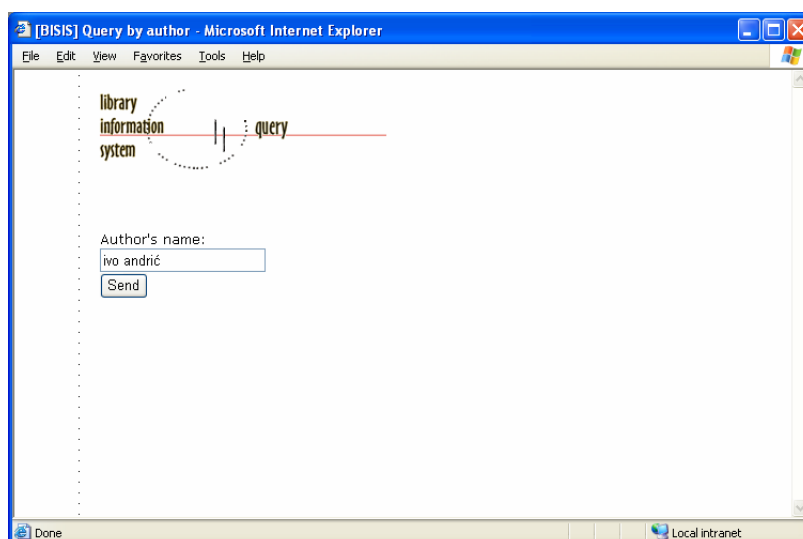 [BISIS] Query by author - Microsoft Internet Explorer
File Edit View Favorites Tools Help
library
information query
system
Author's name:
ivo andrić
Send
Done Local intranet